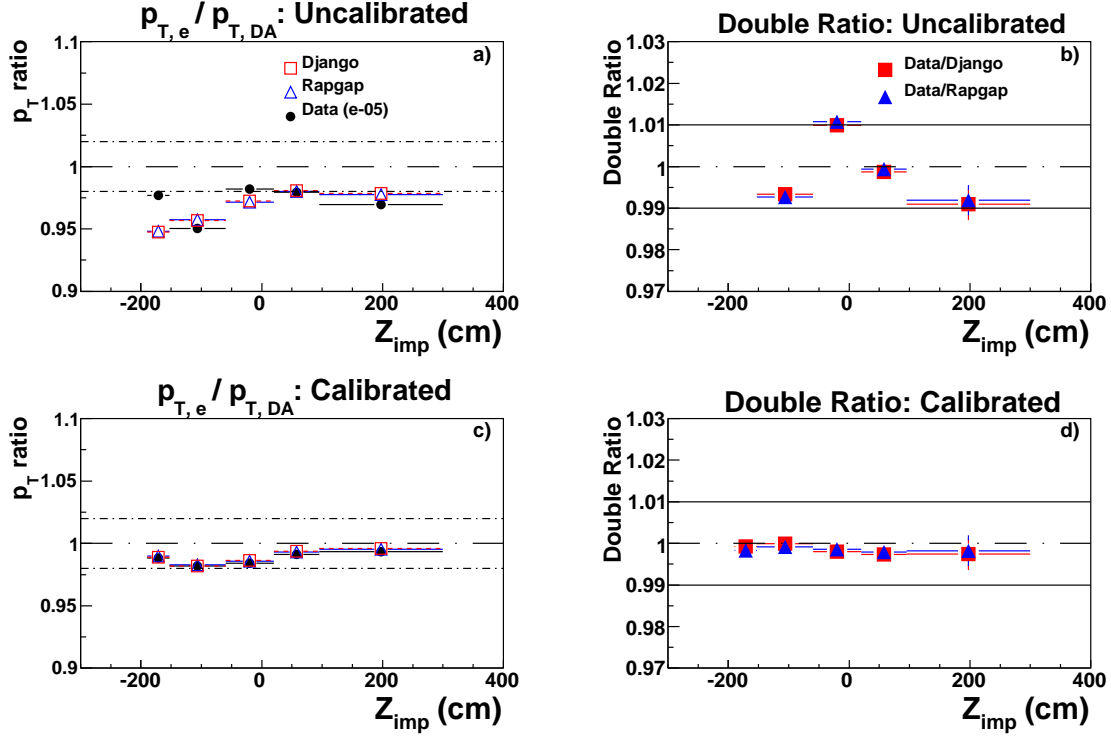 p_T, e / p_T, DA : Uncalibrated
a)
p_T ratio
1.1
1.05
1
0.95
0.9
Django
Rapgap
Data (e-05)
-200 0 200 400
Z_imp (cm)
Double Ratio: Uncalibrated
b)
Double Ratio
1.03
1.02
1.01
1
0.99
0.98
0.97
Data/Django
Data/Rapgap
-200 0 200 400
Z_imp (cm)
p_T, e / p_T, DA : Calibrated
c)
p_T ratio
1.1
1.05
1
0.95
0.9
-200 0 200 400
Z_imp (cm)
Double Ratio: Calibrated
d)
Double Ratio
1.03
1.02
1.01
1
0.99
0.98
0.97
-200 0 200 400
Z_imp (cm)